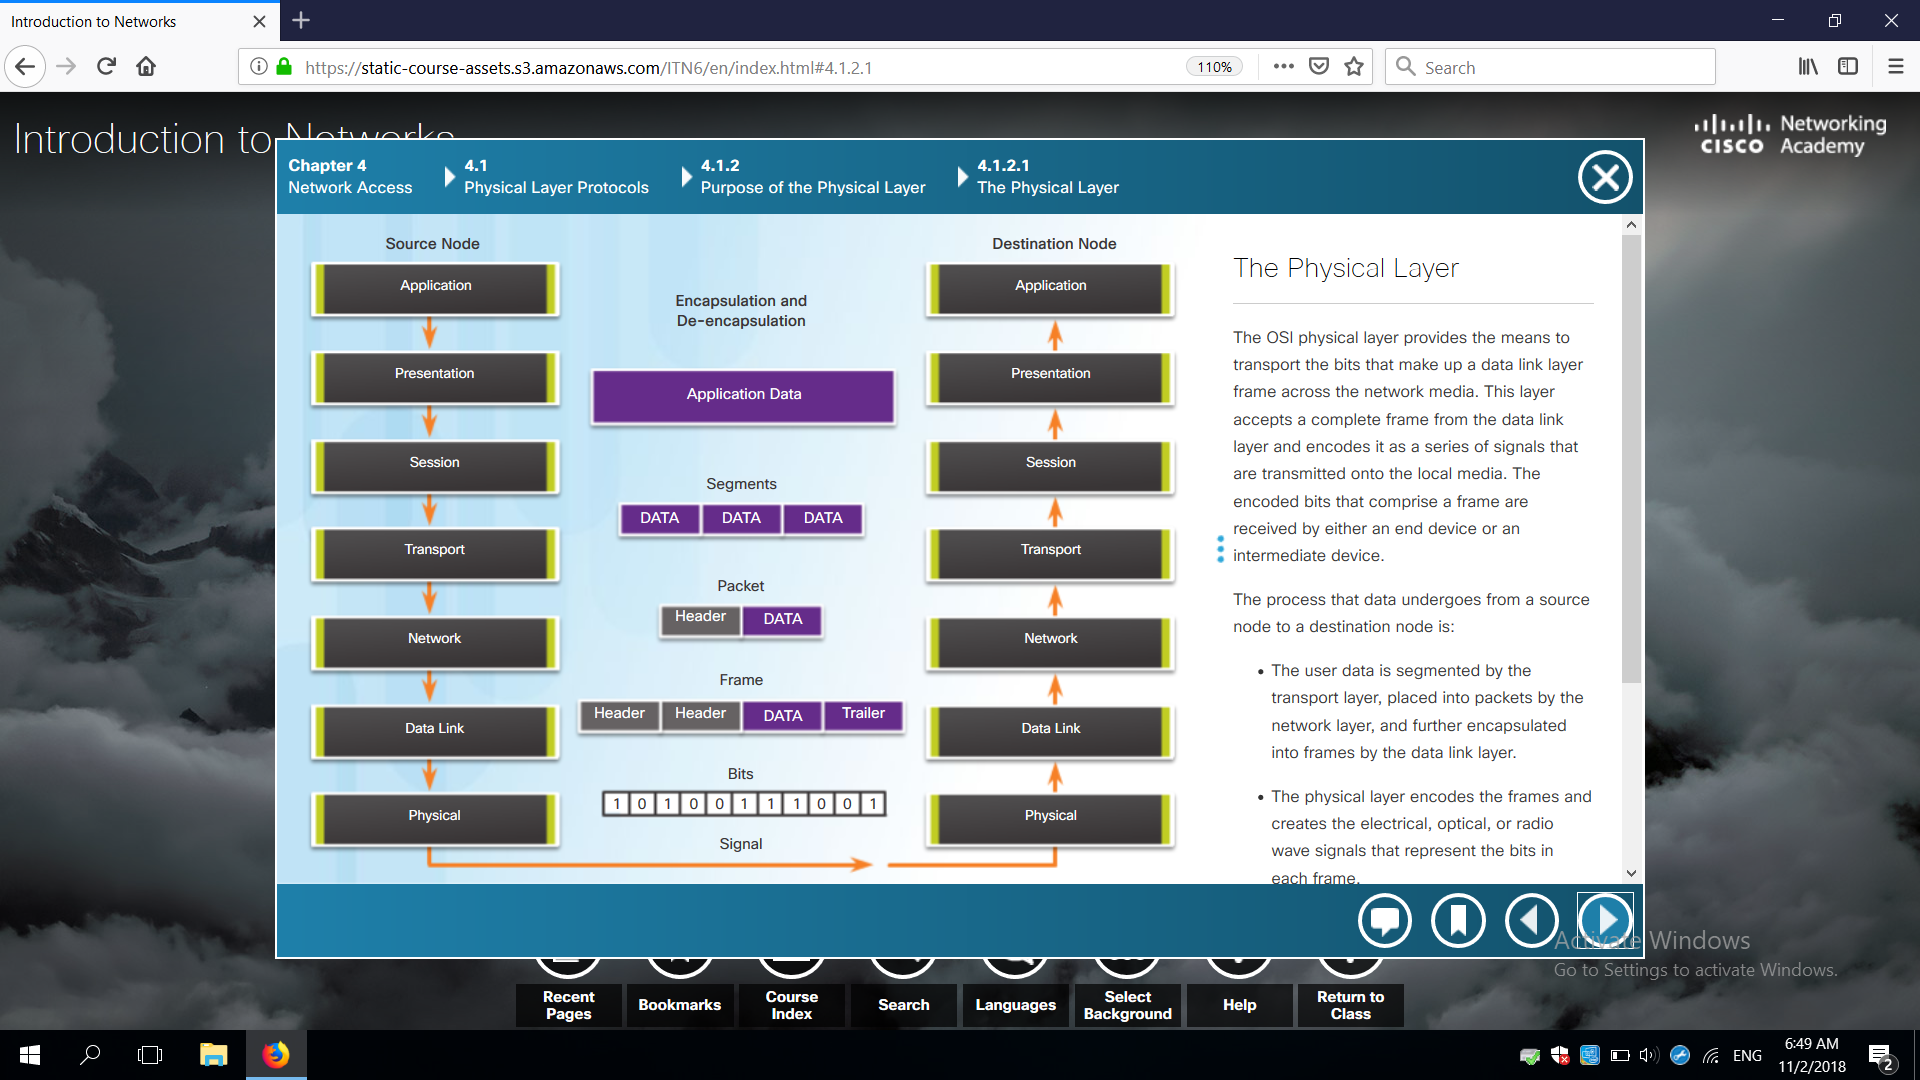 Introduction to Networks
https://static-course-assets.s3.amazonaws.com/ITN6/en/index.html#4.1.2.1
110%
Search
Introduction to Networks
Networking
CISCO Academy
Chapter 4
Network Access
4.1
Physical Layer Protocols
4.1.2
Purpose of the Physical Layer
4.1.2.1
The Physical Layer
Source Node
Application
Presentation
Session
Transport
Network
Data Link
Physical
Encapsulation and
De-encapsulation
Application Data
Segments
DATA DATA DATA
Packet
Header DATA
Frame
Header Header DATA Trailer
Bits
1 0 1 0 0 1 1 1 0 0 1
Signal
Destination Node
Application
Presentation
Session
Transport
Network
Data Link
Physical
The Physical Layer
The OSI physical layer provides the means to
transport the bits that make up a data link layer
frame across the network media. This layer
accepts a complete frame from the data link
layer and encodes it as a series of signals that
are transmitted onto the local media. The
encoded bits that comprise a frame are
received by either an end device or an
intermediate device.
The process that data undergoes from a source
node to a destination node is:
• The user data is segmented by the
transport layer, placed into packets by the
network layer, and further encapsulated
into frames by the data link layer.
• The physical layer encodes the frames and
creates the electrical, optical, or radio
wave signals that represent the bits in
each frame.
Activate Windows
Go to Settings to activate Windows.
Recent
Pages
Bookmarks
Course
Index
Search
Languages
Select
Background
Help
Return to
Class
ENG
6:49 AM
11/2/2018
2